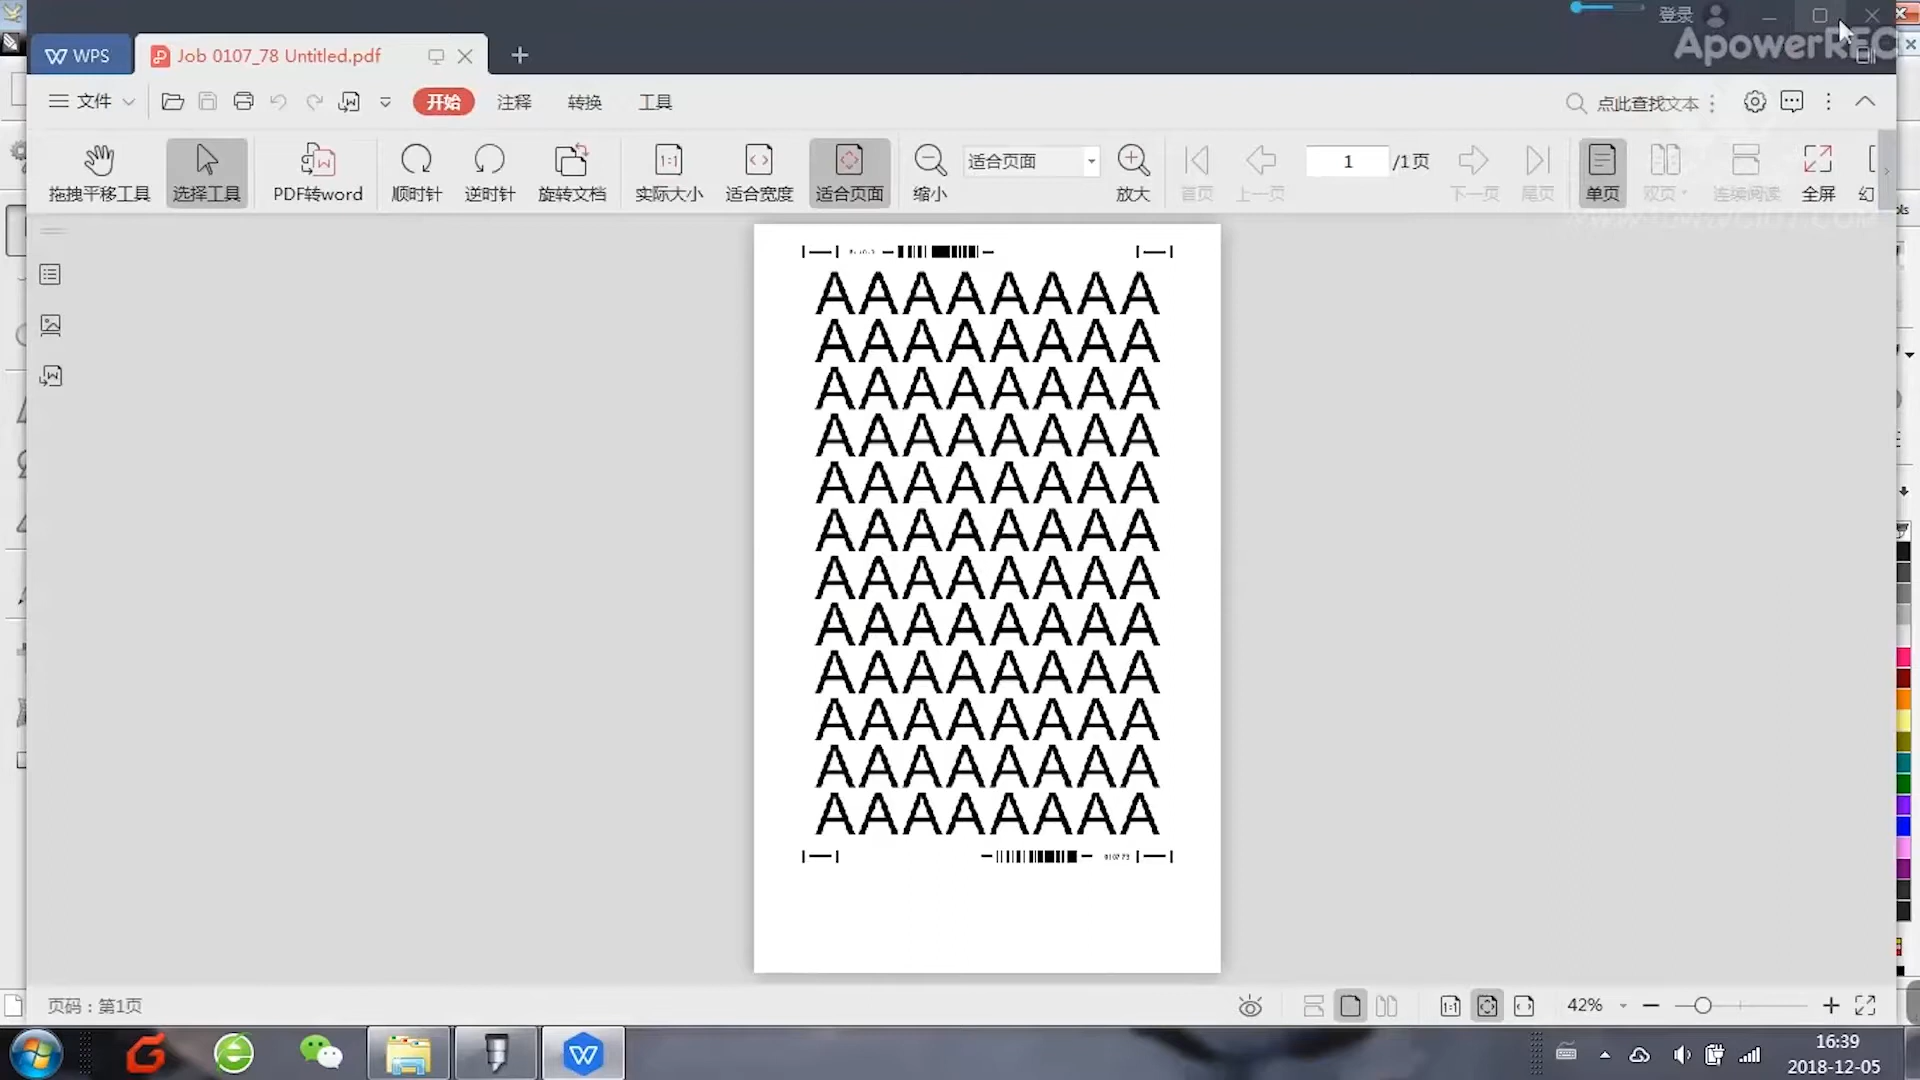 登录
ApowerREC
WPS
Job 0107_78 Untitled.pdf
文件
开始
注释
转换
工具
点此查找文本
拖拽平移工具
选择工具
PDF转word
顺时针
逆时针
旋转文档
1:1
实际大小
适合宽度
适合页面
缩小
适合页面
放大
首页
上一页
1
/1页
下一页
尾页
单页
双页
连续阅读
全屏
幻
AAAAAAAA
AAAAAAAA
AAAAAAAA
AAAAAAAA
AAAAAAAA
AAAAAAAA
AAAAAAAA
AAAAAAAA
AAAAAAAA
AAAAAAAA
AAAAAAAA
AAAAAAAA
页码：第1页
42%
16:39
2018-12-05